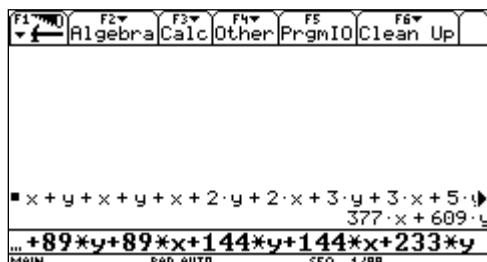 F1 F2 Algebra F3 Calc F4 Other F5 PrgmIO F6 Clean Up
x + y + x + y + x + 2·y + 2·x + 3·y + 3·x + 5·y
377·x + 609·y
…+89*y+89*x+144*y+144*x+233*y
MAIN RAD AUTO SEQ 1/99